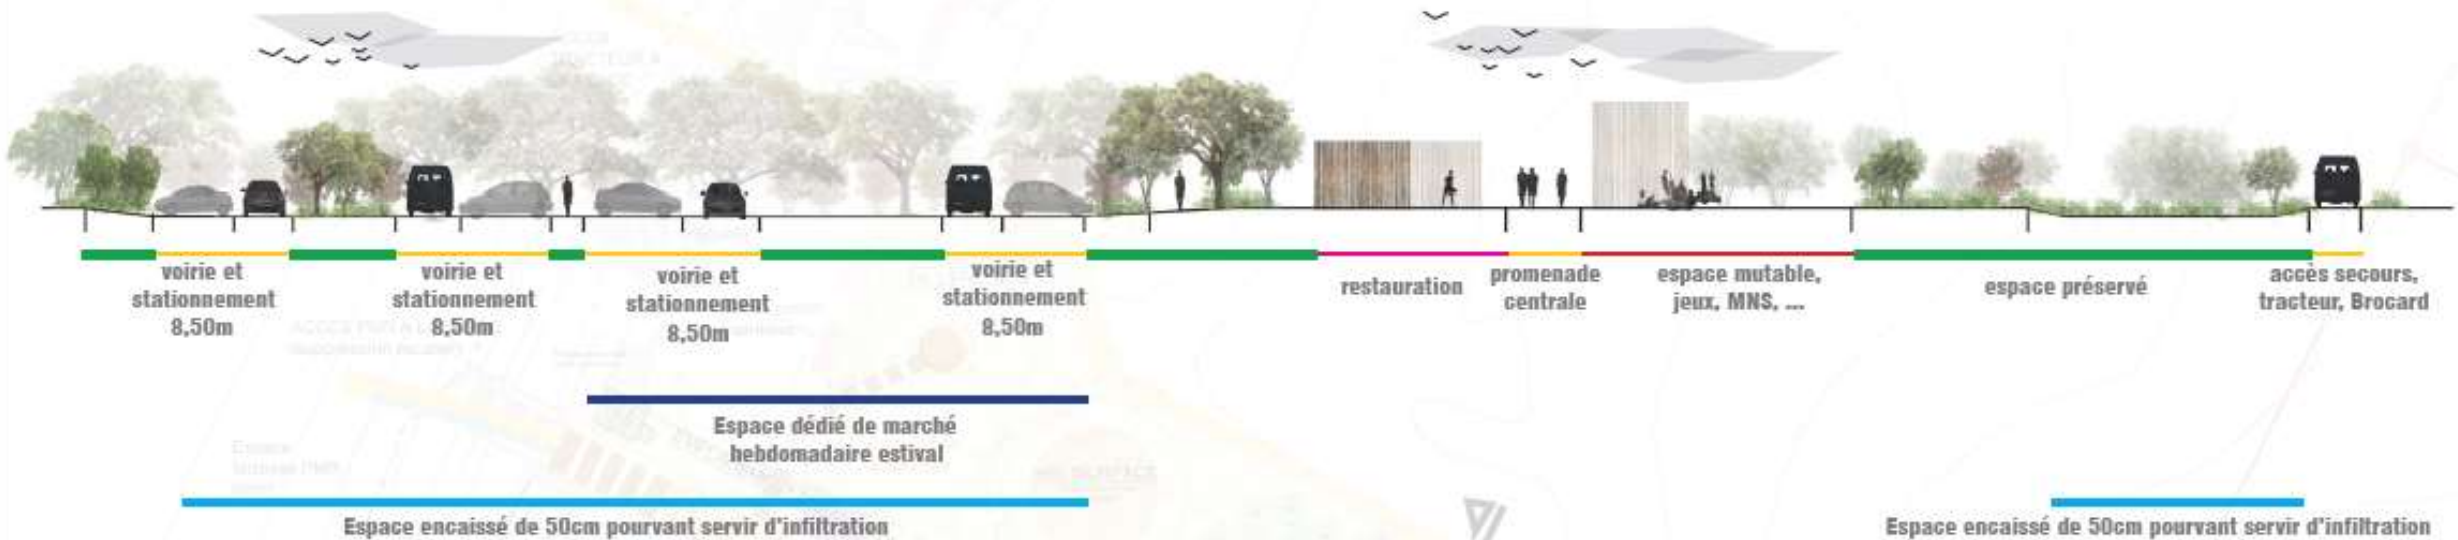 voirie et
stationnement
8,50m
voirie et
stationnement
8,50m
voirie et
stationnement
8,50m
voirie et
stationnement
8,50m
restauration
promenade
centrale
espace mutable,
jeux, MNS, ...
espace préservé
accès secours,
tracteur, Brocard
Espace dédié de marché
hebdomadaire estival
Espace encaissé de 50cm pourvant servir d'infiltration
Espace encaissé de 50cm pourvant servir d'infiltration